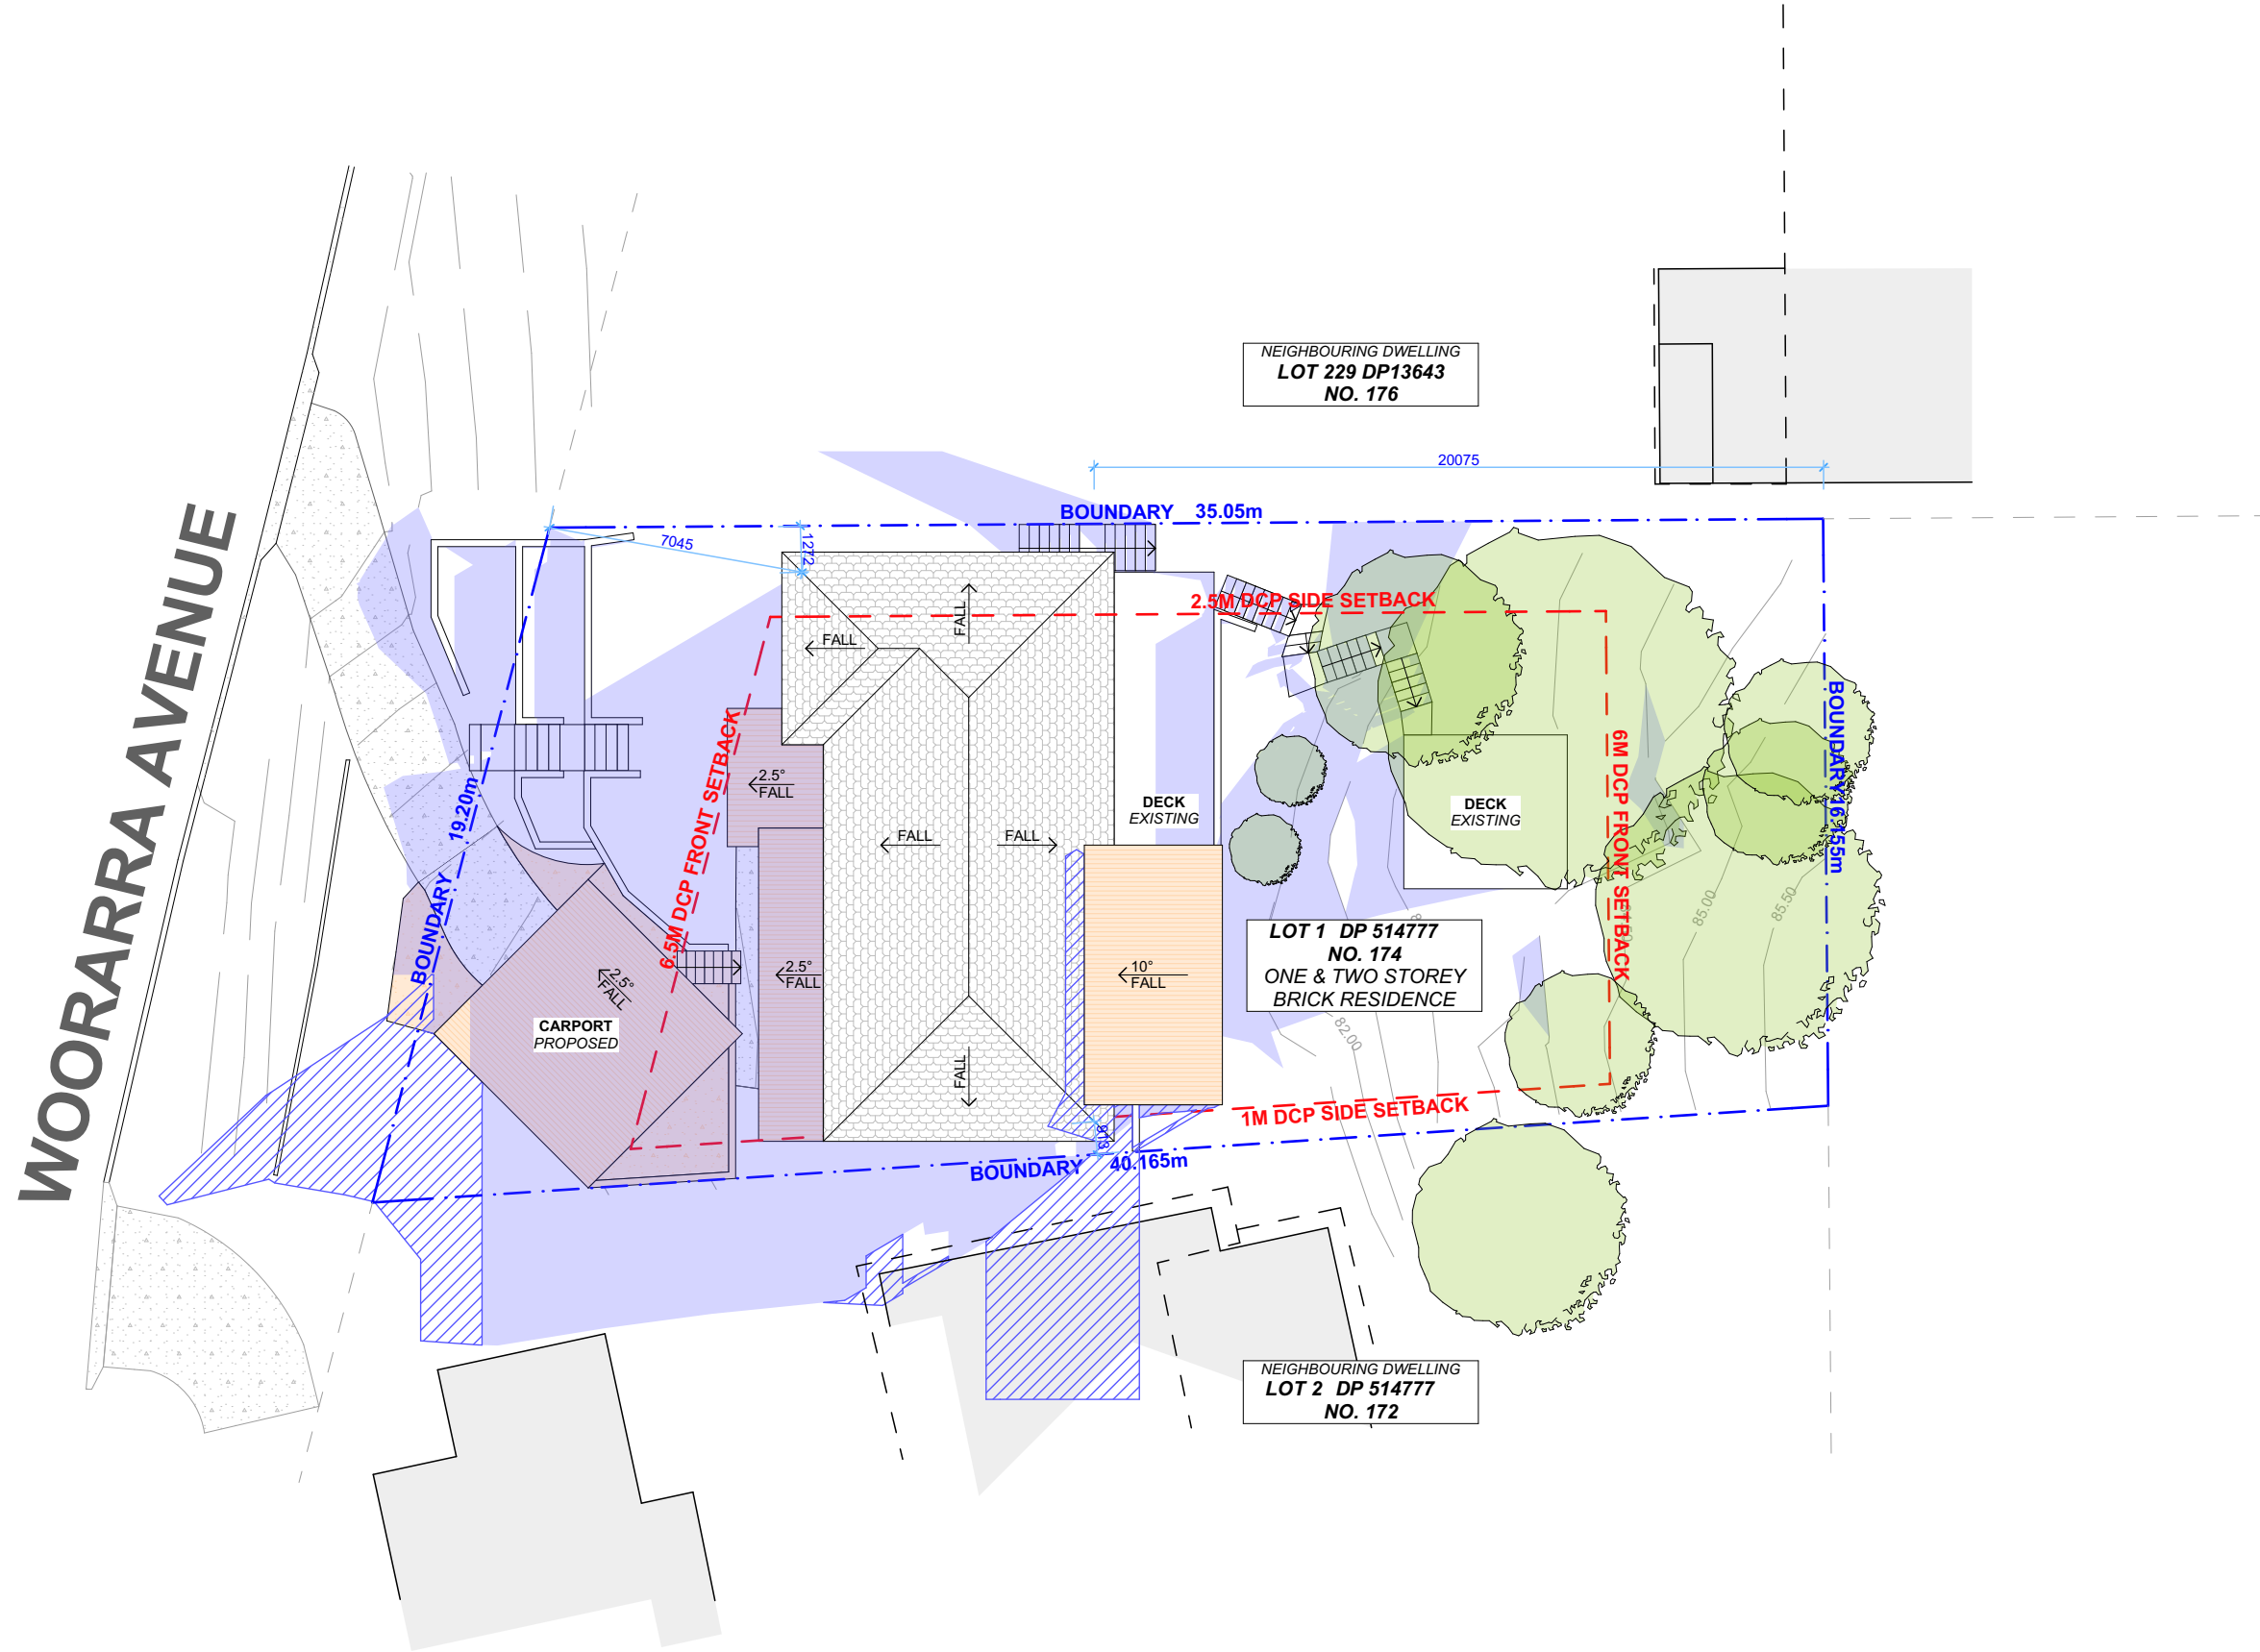 NEIGHBOURING DWELLING
LOT 229 DP13643
NO. 176
20075
BOUNDARY 35.05m
7045
1272
WOORARRA AVENUE
2.5M DCP SIDE SETBACK
FALL
FALL
6.5M DCP FRONT SETBACK
6M DCP FRONT SETBACK
BOUNDARY 16.155m
BOUNDARY 19.20m
2.5°
FALL
DECK
EXISTING
DECK
EXISTING
FALL
FALL
85.00
85.50
LOT 1 DP 514777
NO. 174
ONE & TWO STOREY
BRICK RESIDENCE
2.5°
FALL
2.5°
FALL
10°
FALL
CARPORT
PROPOSED
82.00
FALL
1M DCP SIDE SETBACK
913
BOUNDARY 40.165m
NEIGHBOURING DWELLING
LOT 2 DP 514777
NO. 172